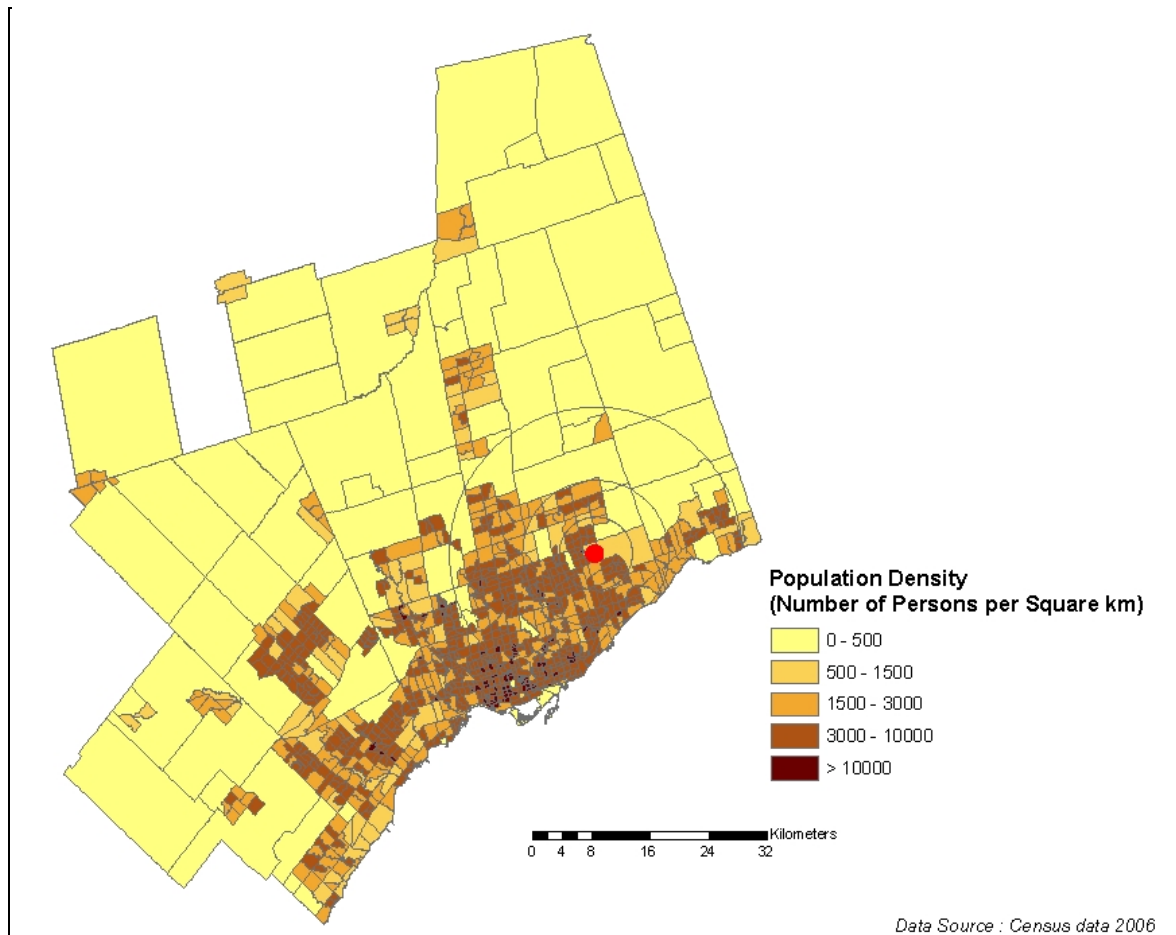 Population Density
(Number of Persons per Square km)
0 - 500
500 - 1500
1500 - 3000
3000 - 10000
> 10000
Kilometers
0 4 8 16 24 32
Data Source : Census data 2006